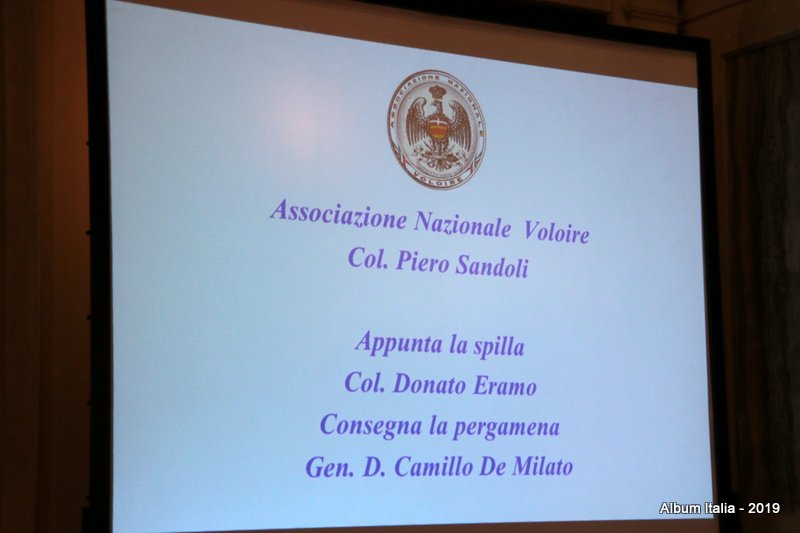 ASSOCIAZIONE NAZIONALE
VOLOIRE
Associazione Nazionale Voloire
Col. Piero Sandoli
Appunta la spilla
Col. Donato Eramo
Consegna la pergamena
Gen. D. Camillo De Milato
Album Italia - 2019